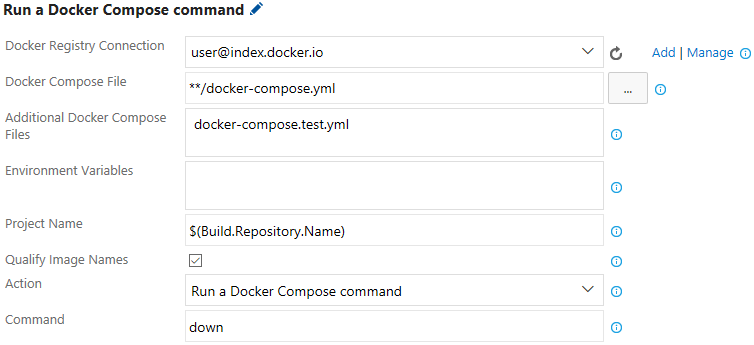 Run a Docker Compose command
Docker Registry Connection
user@index.docker.io
Add | Manage
Docker Compose File
**/docker-compose.yml
...
Additional Docker Compose
Files
docker-compose.test.yml
Environment Variables
Project Name
$(Build.Repository.Name)
Qualify Image Names
Action
Run a Docker Compose command
Command
down